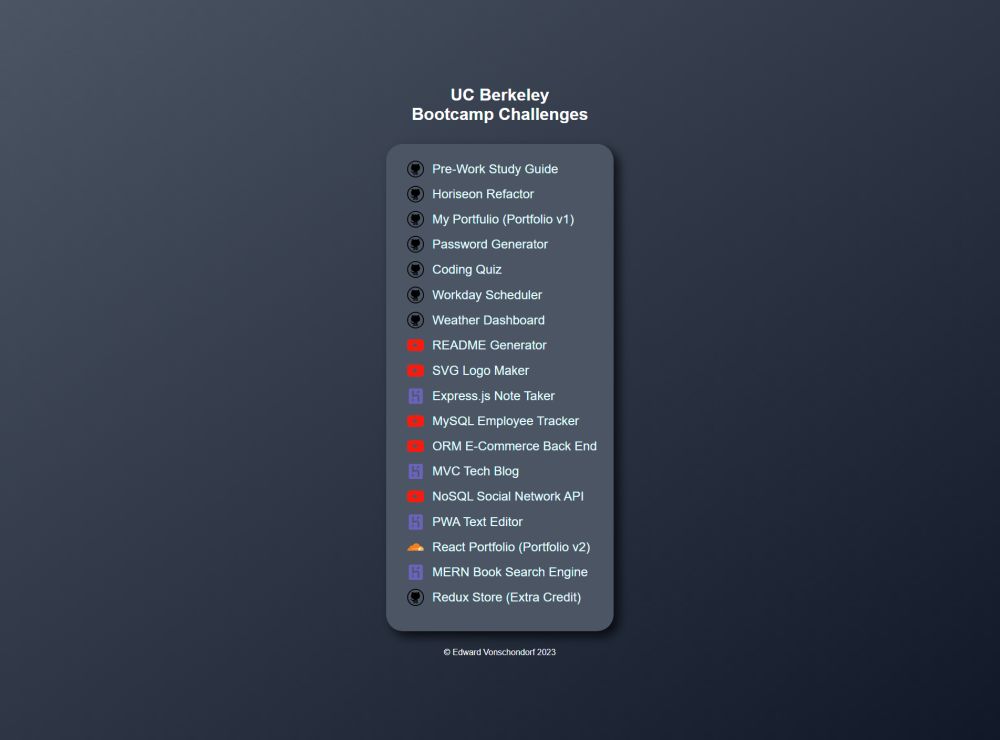 UC Berkeley
Bootcamp Challenges
Pre-Work Study Guide
Horiseon Refactor
My Portfulio (Portfolio v1)
Password Generator
Coding Quiz
Workday Scheduler
Weather Dashboard
README Generator
SVG Logo Maker
Express.js Note Taker
MySQL Employee Tracker
ORM E-Commerce Back End
MVC Tech Blog
NoSQL Social Network API
PWA Text Editor
React Portfolio (Portfolio v2)
MERN Book Search Engine
Redux Store (Extra Credit)
© Edward Vonschondorf 2023